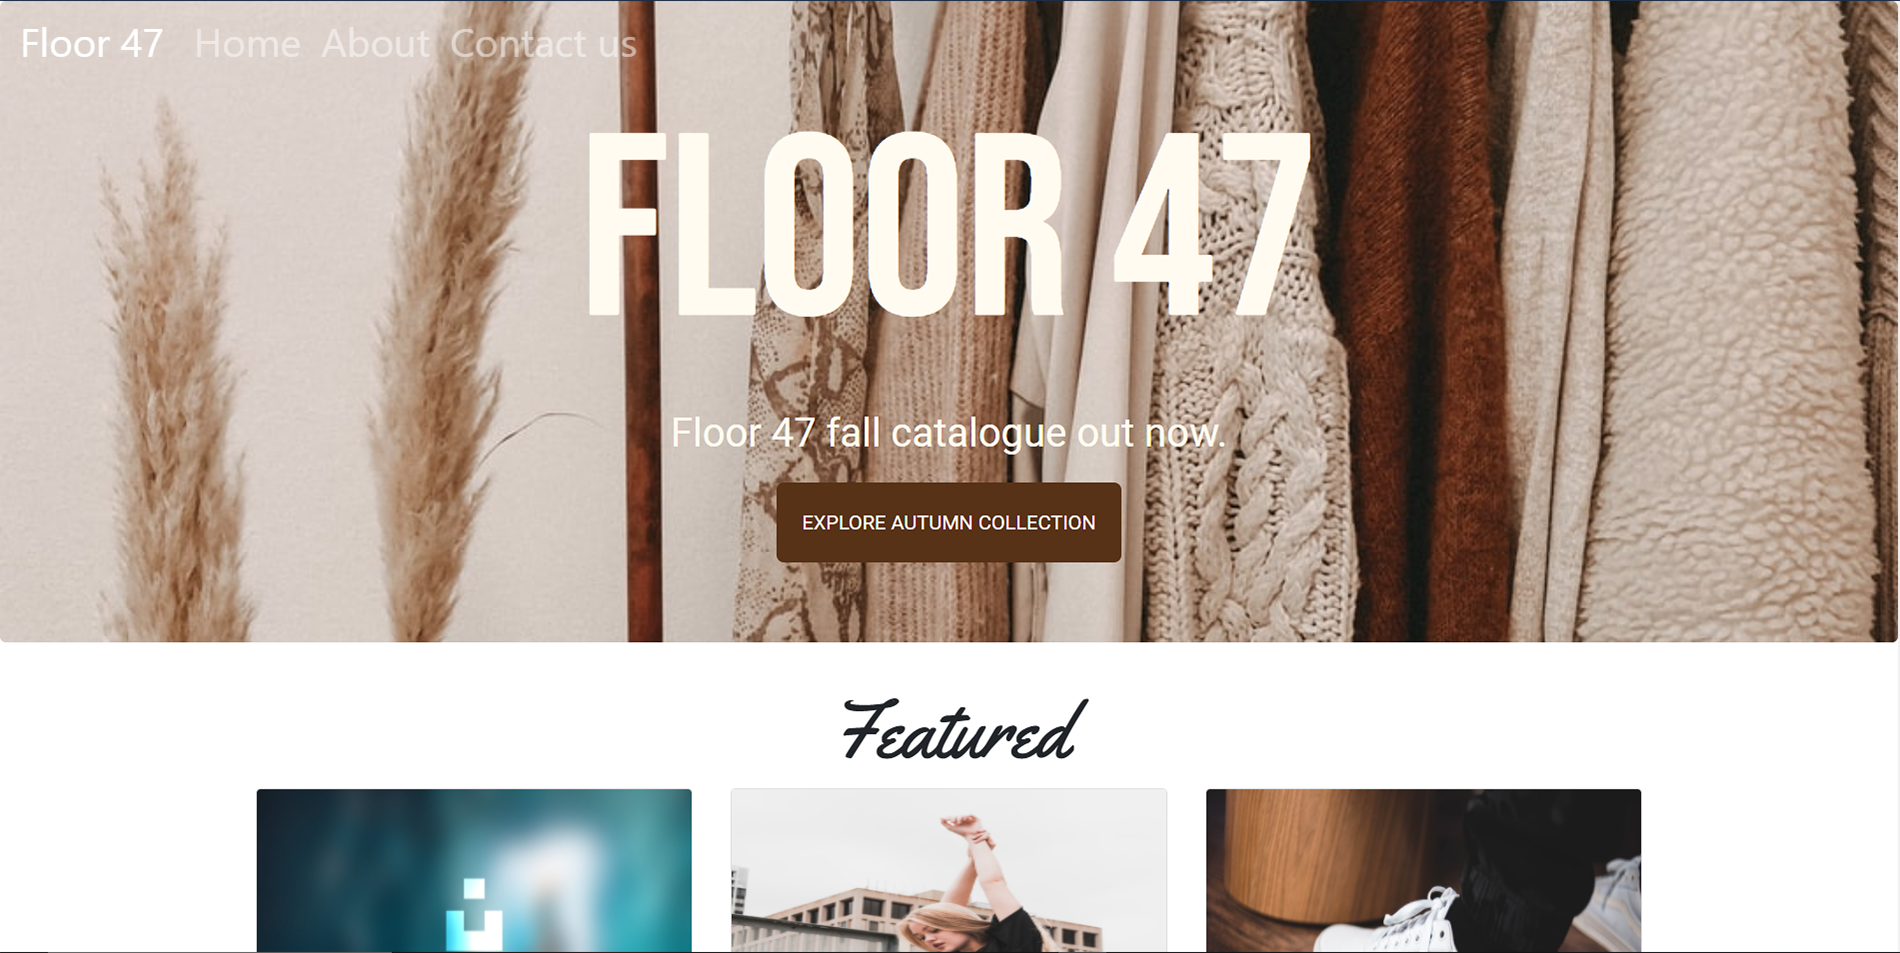 Floor 47 Home About Contact us
FLOOR 47
Floor 47 fall catalogue out now.
EXPLORE AUTUMN COLLECTION
Featured